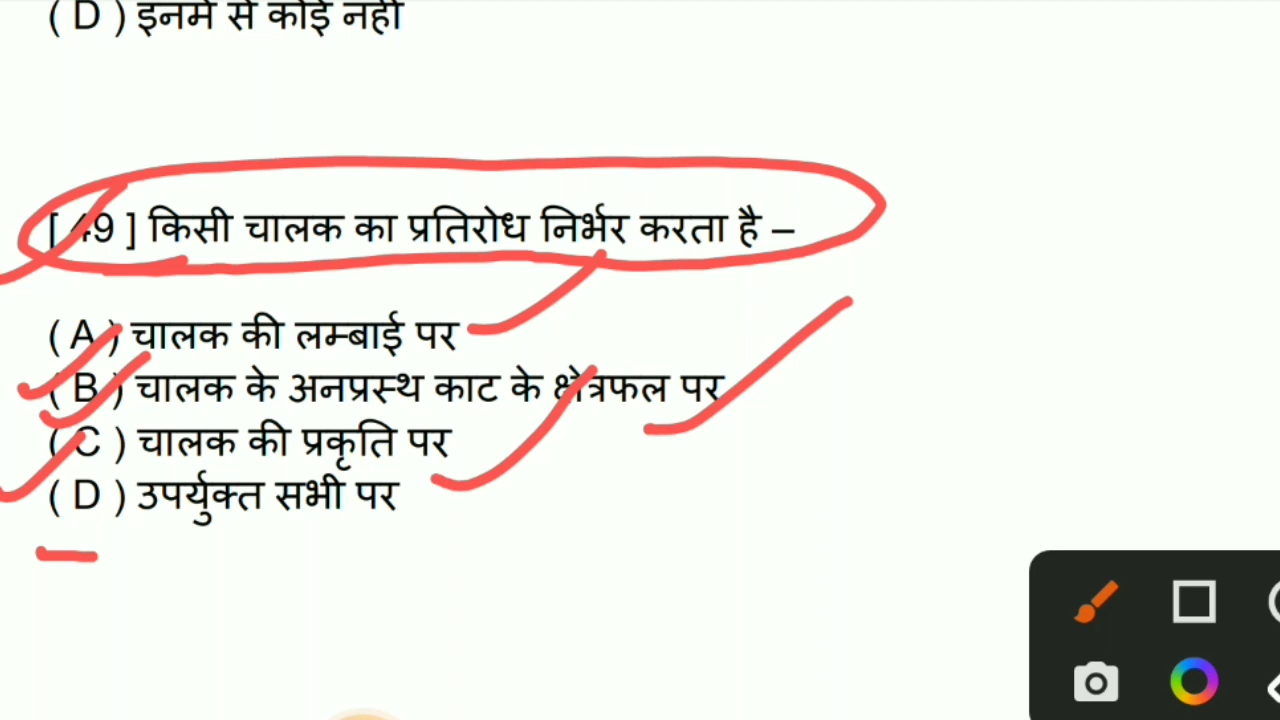 ( D ) इनमें से कोई नहीं
[ 49 ] किसी चालक का प्रतिरोध निर्भर करता है –
( A ) चालक की लम्बाई पर
( B ) चालक के अनप्रस्थ काट के क्षेत्रफल पर
( C ) चालक की प्रकृति पर
( D ) उपर्युक्त सभी पर